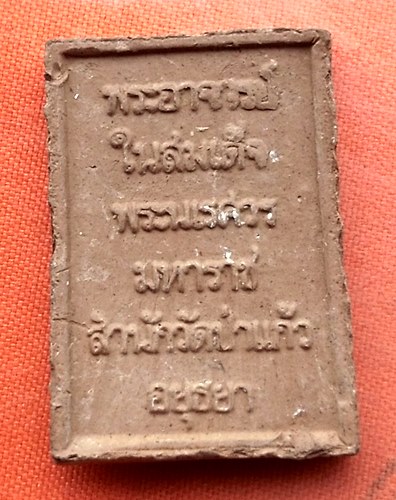 พระอาจารย์
ในสมเด็จ
พระนเรศวร
มหาราช
สำนักวัดป่าแก้ว
อยุธยา